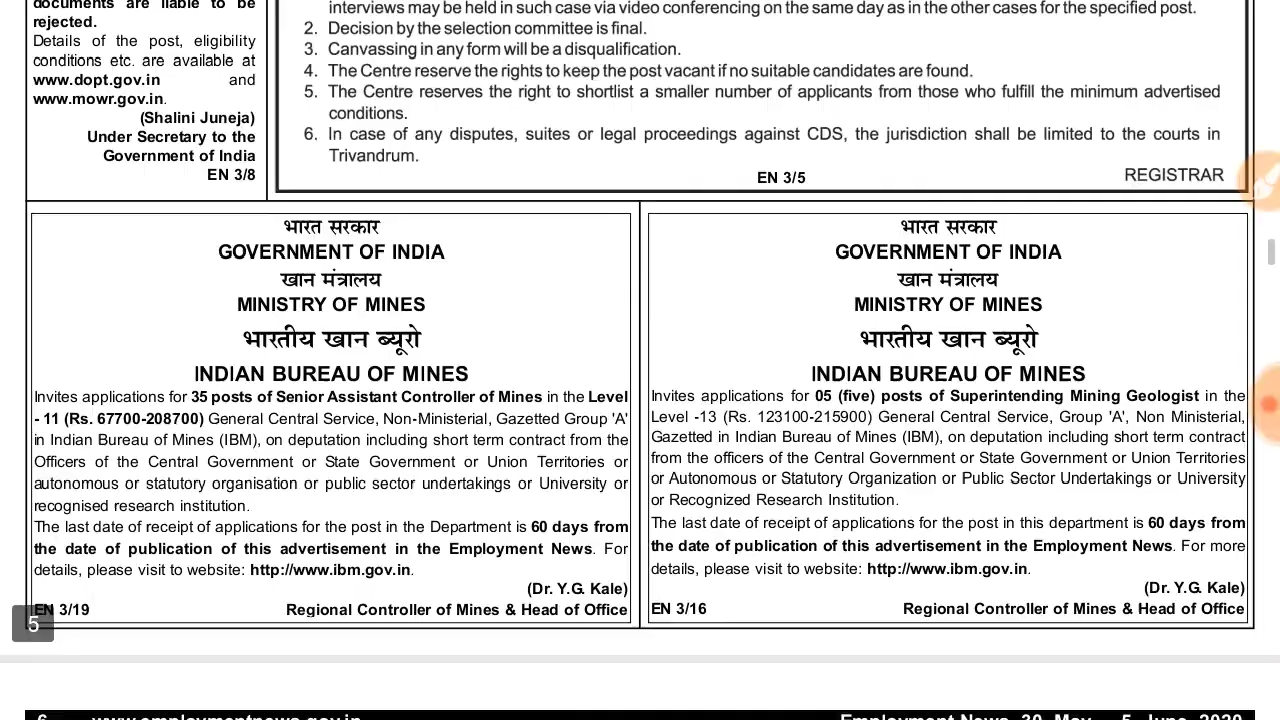 documents are liable to be
rejected.
Details of the post, eligibility
conditions etc. are available at
www.dopt.gov.in and
www.mowr.gov.in.
(Shalini Juneja)
Under Secretary to the
Government of India
EN 3/8
interviews may be held in such case via video conferencing on the same day as in the other cases for the specified post.
2. Decision by the selection committee is final.
3. Canvassing in any form will be a disqualification.
4. The Centre reserve the rights to keep the post vacant if no suitable candidates are found.
5. The Centre reserves the right to shortlist a smaller number of applicants from those who fulfill the minimum advertised
conditions.
6. In case of any disputes, suites or legal proceedings against CDS, the jurisdiction shall be limited to the courts in
Trivandrum.
EN 3/5 REGISTRAR
भारत सरकार
GOVERNMENT OF INDIA
खान मंत्रालय
MINISTRY OF MINES
भारतीय खान ब्यूरो
INDIAN BUREAU OF MINES
Invites applications for 35 posts of Senior Assistant Controller of Mines in the Level
- 11 (Rs. 67700-208700) General Central Service, Non-Ministerial, Gazetted Group 'A'
in Indian Bureau of Mines (IBM), on deputation including short term contract from the
Officers of the Central Government or State Government or Union Territories or
autonomous or statutory organisation or public sector undertakings or University or
recognised research institution.
The last date of receipt of applications for the post in the Department is 60 days from
the date of publication of this advertisement in the Employment News. For
details, please visit to website: http://www.ibm.gov.in.
(Dr. Y.G. Kale)
EN 3/19 Regional Controller of Mines & Head of Office
5
भारत सरकार
GOVERNMENT OF INDIA
खान मंत्रालय
MINISTRY OF MINES
भारतीय खान ब्यूरो
INDIAN BUREAU OF MINES
Invites applications for 05 (five) posts of Superintending Mining Geologist in the
Level -13 (Rs. 123100-215900) General Central Service, Group 'A', Non Ministerial,
Gazetted in Indian Bureau of Mines (IBM), on deputation including short term contract
from the officers of the Central Government or State Government or Union Territories
or Autonomous or Statutory Organization or Public Sector Undertakings or University
or Recognized Research Institution.
The last date of receipt of applications for the post in this department is 60 days from
the date of publication of this advertisement in the Employment News. For more
details, please visit to website: http://www.ibm.gov.in.
(Dr. Y.G. Kale)
EN 3/16 Regional Controller of Mines & Head of Office
6 www.employmentnews.gov.in Employment News 30 May - 5 June 2020